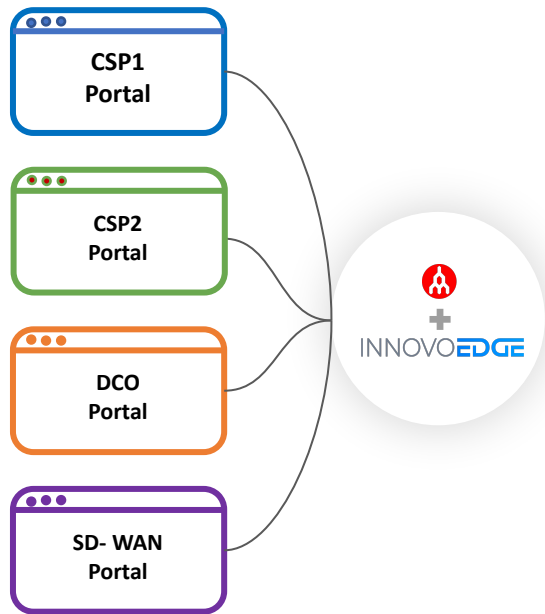 CSP1
Portal
CSP2
Portal
DCO
Portal
SD- WAN
Portal
+
INNOVOEDGE